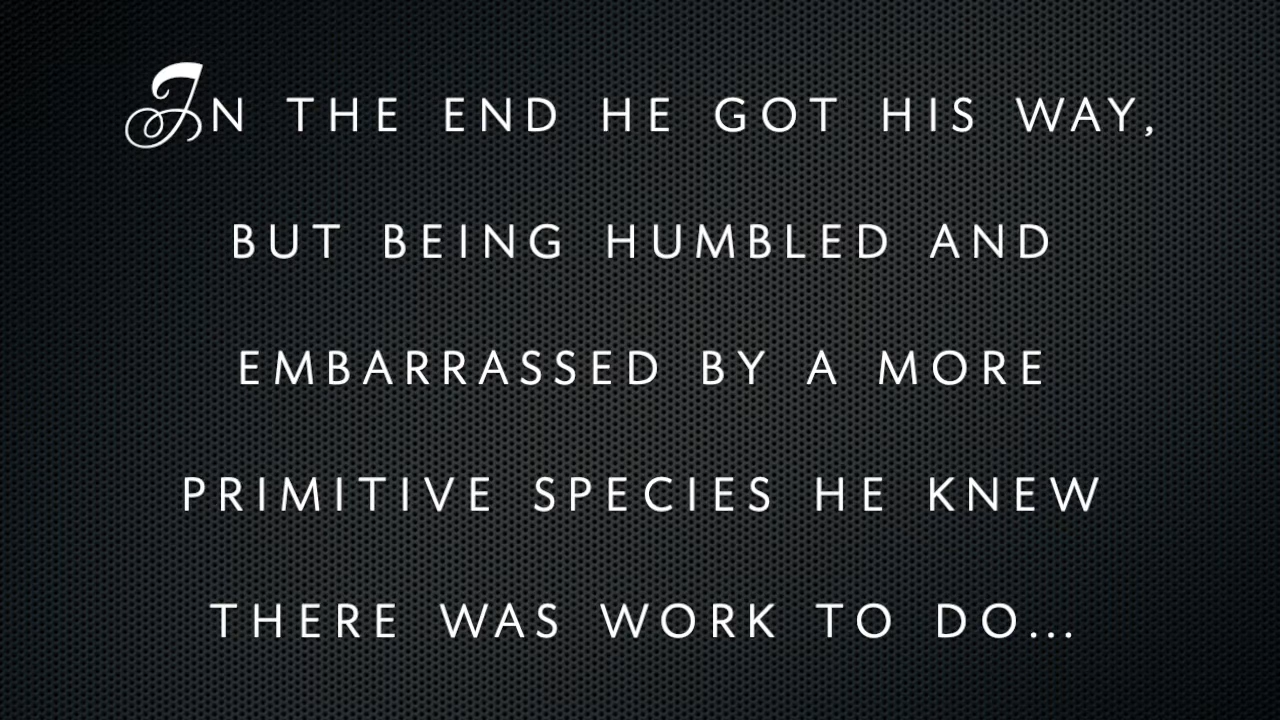 IN THE END HE GOT HIS WAY,
BUT BEING HUMBLED AND
EMBARRASSED BY A MORE
PRIMITIVE SPECIES HE KNEW
THERE WAS WORK TO DO...